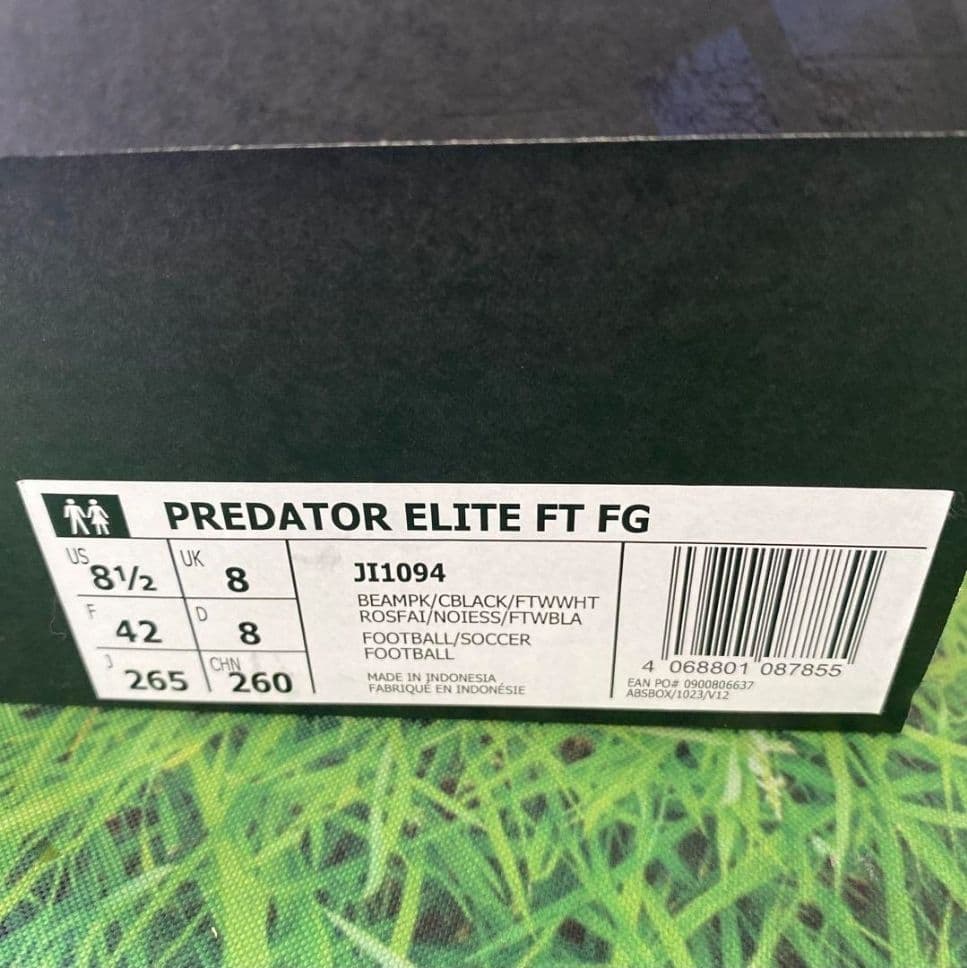 PREDATOR ELITE FT FG
US 8½ UK 8
F 42 D 8
J 265 CHN 260
JI1094
BEAMPK/CBLACK/FTWWHT
ROSFAI/NOIESS/FTWBLA
FOOTBALL/SOCCER
FOOTBALL
MADE IN INDONESIA
FABRIQUÉ EN INDONÉSIE
4 068801 087855
EAN PO# 0900806637
ABSBOX/1023/V12